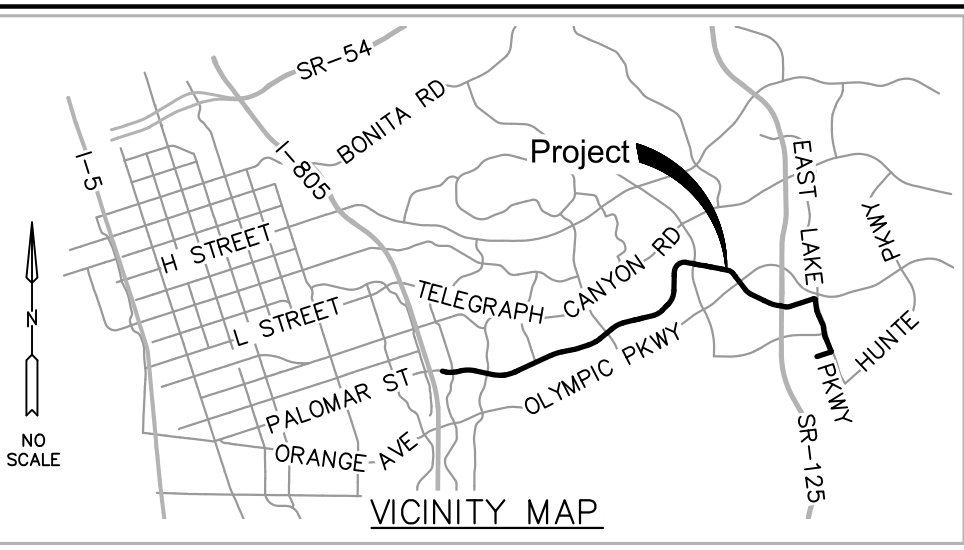 SR-54
BONITA RD
I-5
I-805
Project
EAST LAKE PKWY
PKWY
H STREET
TELEGRAPH CANYON RD
N
L STREET
HUNTE
OLYMPIC PKWY
PALOMAR ST
NO
SCALE
ORANGE AVE
SR-125
VICINITY MAP